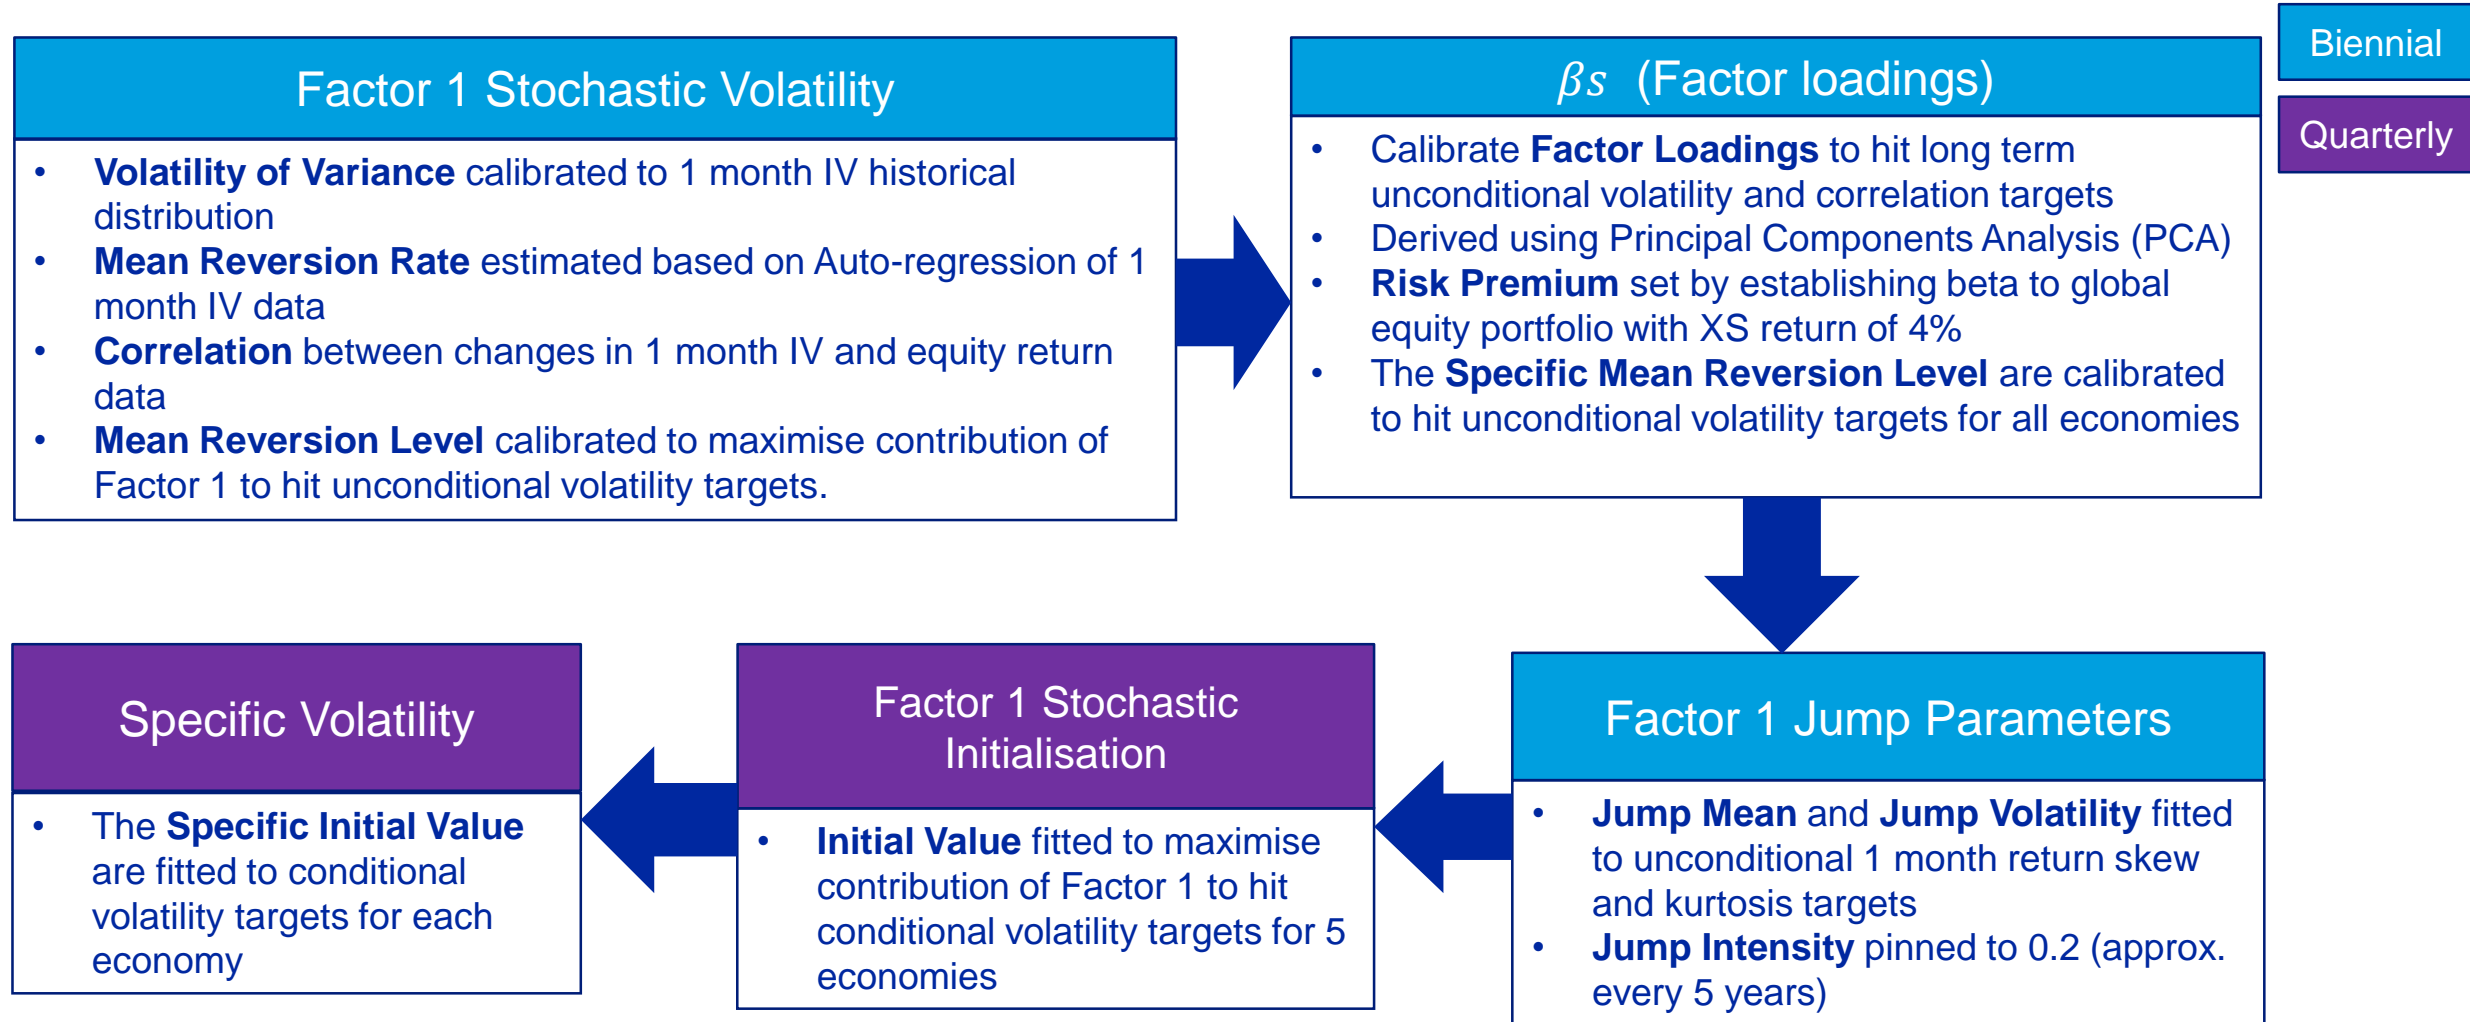 Factor 1 Stochastic Volatility
• Volatility of Variance calibrated to 1 month IV historical
distribution
• Mean Reversion Rate estimated based on Auto-regression of 1
month IV data
• Correlation between changes in 1 month IV and equity return
data
• Mean Reversion Level calibrated to maximise contribution of
Factor 1 to hit unconditional volatility targets.
βs (Factor loadings)
• Calibrate Factor Loadings to hit long term
unconditional volatility and correlation targets
• Derived using Principal Components Analysis (PCA)
• Risk Premium set by establishing beta to global
equity portfolio with XS return of 4%
• The Specific Mean Reversion Level are calibrated
to hit unconditional volatility targets for all economies
Biennial
Quarterly
Specific Volatility
• The Specific Initial Value
are fitted to conditional
volatility targets for each
economy
Factor 1 Stochastic
Initialisation
• Initial Value fitted to maximise
contribution of Factor 1 to hit
conditional volatility targets for 5
economies
Factor 1 Jump Parameters
• Jump Mean and Jump Volatility fitted
to unconditional 1 month return skew
and kurtosis targets
• Jump Intensity pinned to 0.2 (approx.
every 5 years)